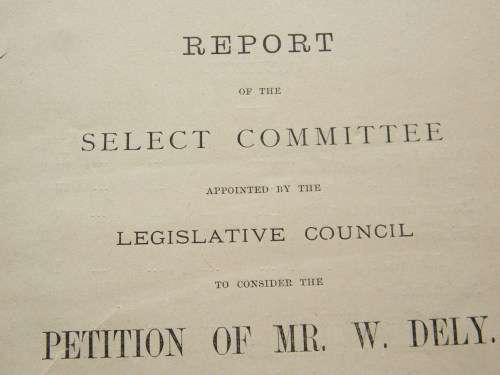 REPORT
OF THE
SELECT COMMITTEE
APPOINTED BY THE
LEGISLATIVE COUNCIL
TO CONSIDER THE
PETITION OF MR. W. DELY.